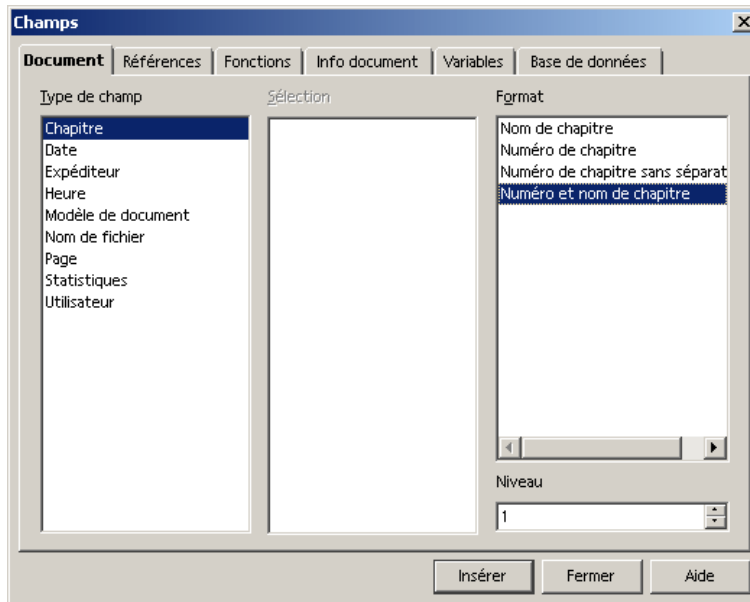 Champs
Document Références Fonctions Info document Variables Base de données
Type de champ
Chapitre
Date
Expéditeur
Heure
Modèle de document
Nom de fichier
Page
Statistiques
Utilisateur
Sélection
Format
Nom de chapitre
Numéro de chapitre
Numéro de chapitre sans séparat
Numéro et nom de chapitre
Niveau
1
Insérer Fermer Aide